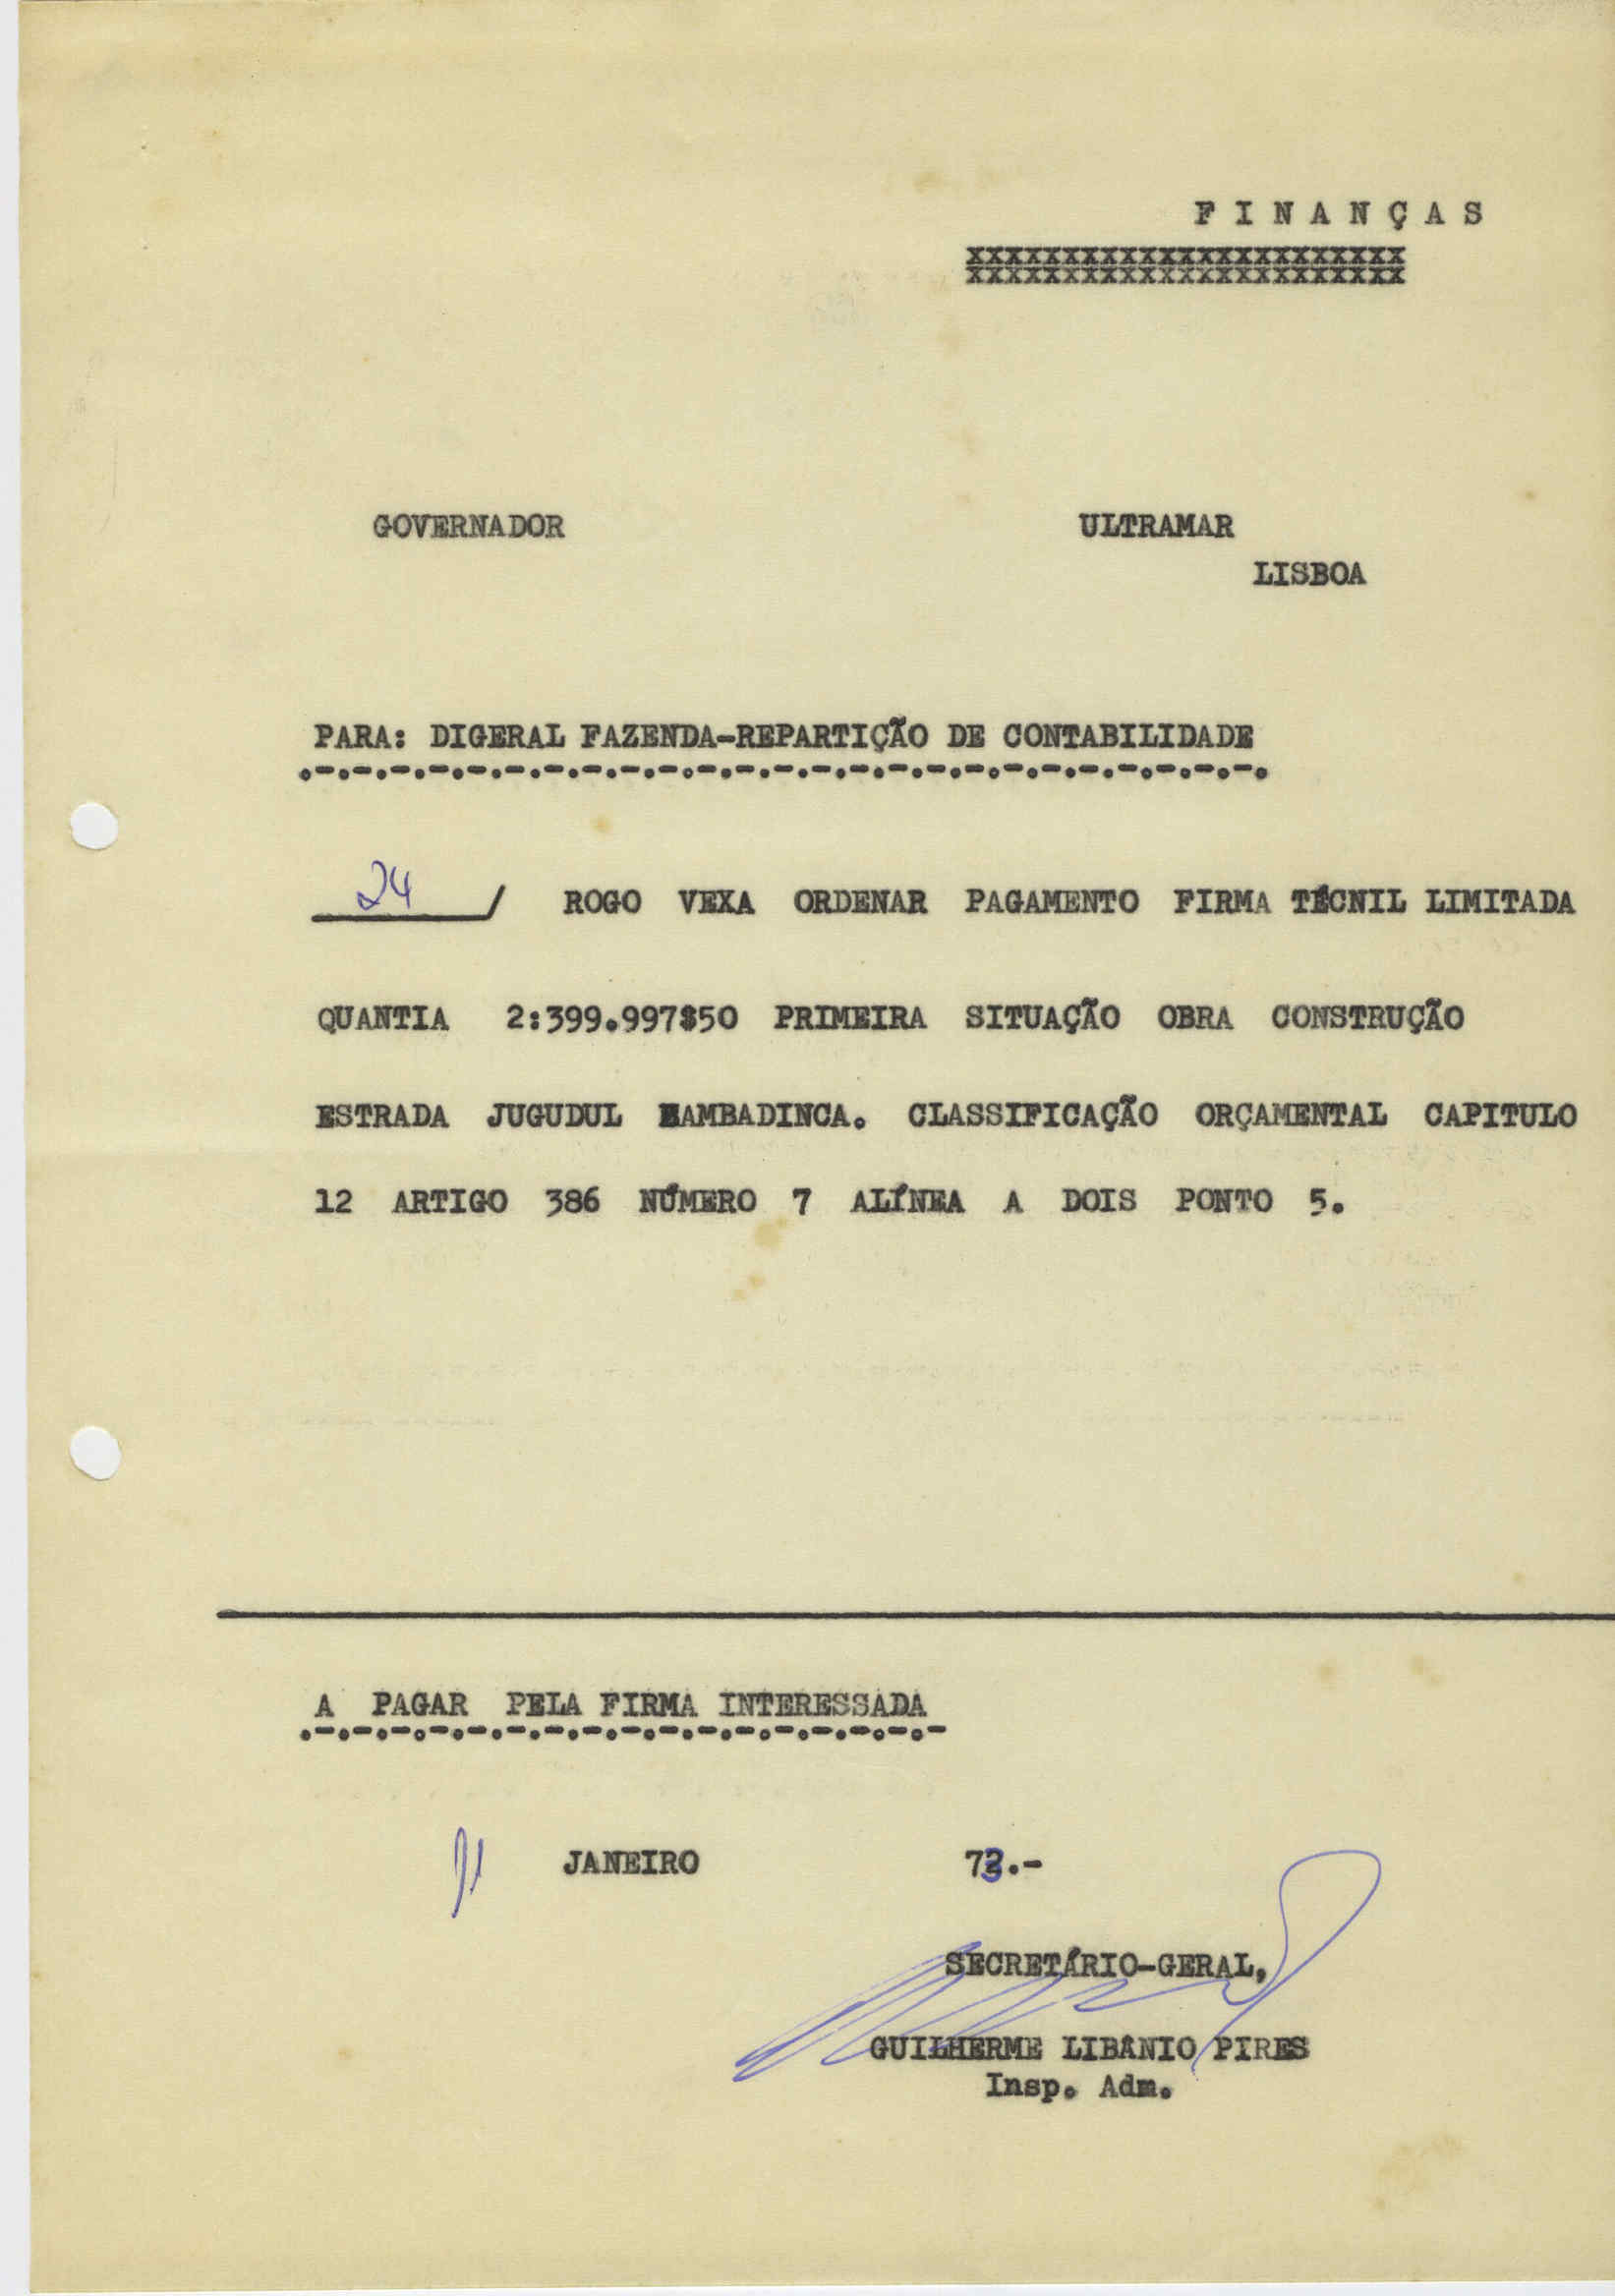 FINANÇAS
XXXXXXXXXXXXXXXXXXXXXXX
XXXXXXXXXXXXXXXXXXXXXXX
GOVERNADOR ULTRAMAR
LISBOA
PARA: DIGERAL FAZENDA-REPARTIÇÃO DE CONTABILIDADE
24 / ROGO VEXA ORDENAR PAGAMENTO FIRMA TÉCNIL LIMITADA
QUANTIA 2:399.997$50 PRIMEIRA SITUAÇÃO OBRA CONSTRUÇÃO
ESTRADA JUGUDUL BAMBADINCA. CLASSIFICAÇÃO ORÇAMENTAL CAPITULO
12 ARTIGO 386 NÚMERO 7 ALÍNEA A DOIS PONTO 5.
A PAGAR PELA FIRMA INTERESSADA
11 JANEIRO 73.-
SECRETÁRIO-GERAL,
GUILHERME LIBÂNIO PIRES
Insp. Adm.